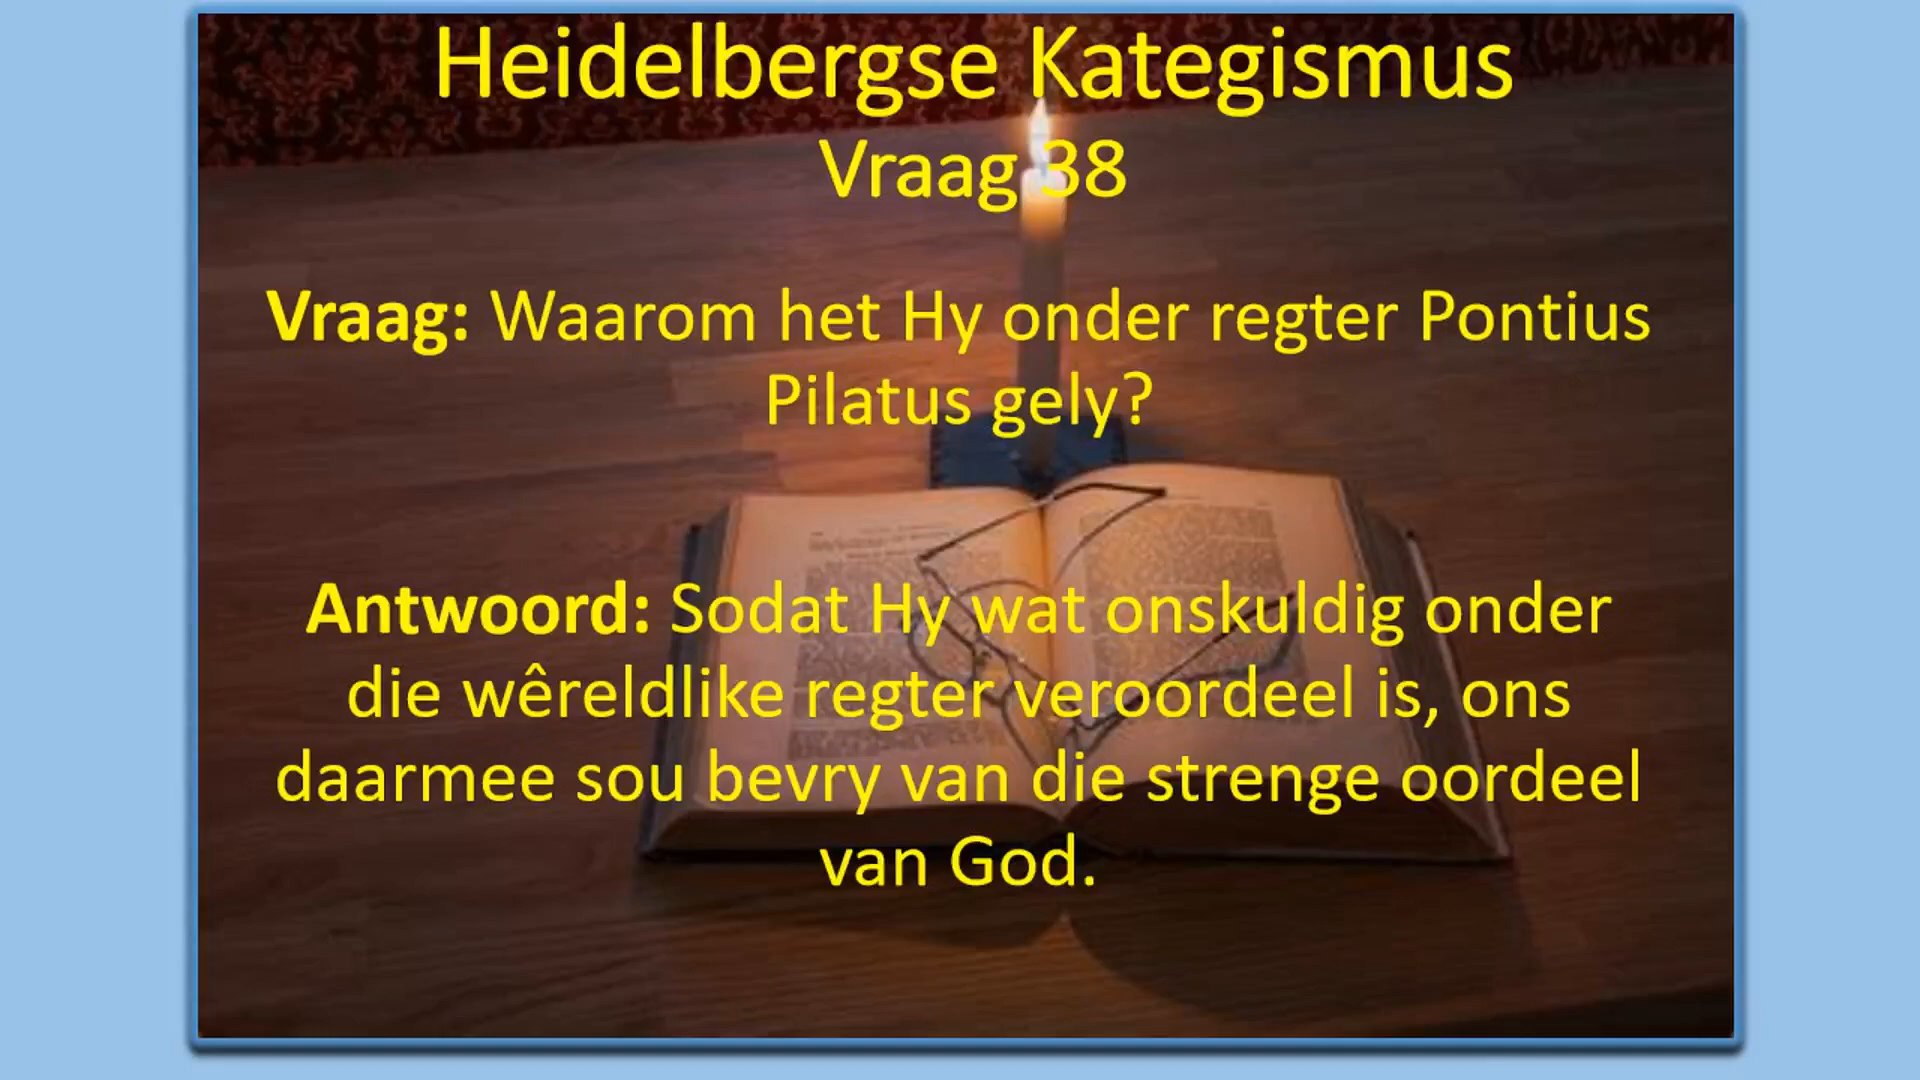 Heidelbergse Kategismus
Vraag 38
Vraag: Waarom het Hy onder regter Pontius
Pilatus gely?
Antwoord: Sodat Hy wat onskuldig onder
die wêreldlike regter veroordeel is, ons
daarmee sou bevry van die strenge oordeel
van God.